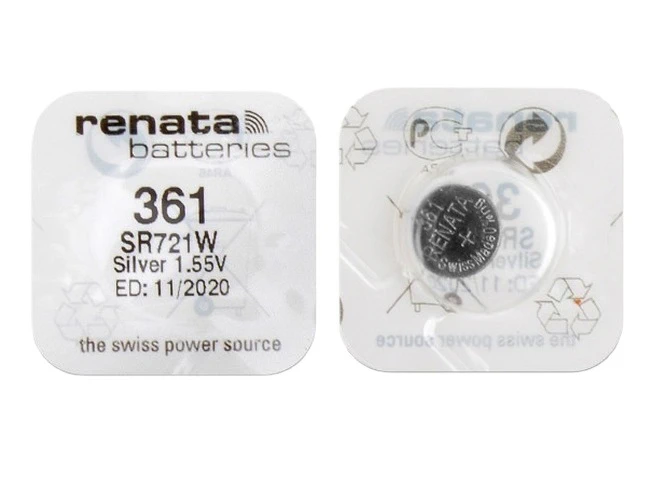 renata
batteries
361
SR721W
Silver 1.55V
ED: 11/2020
the swiss power source
361
RENATA
+
Swiss Made